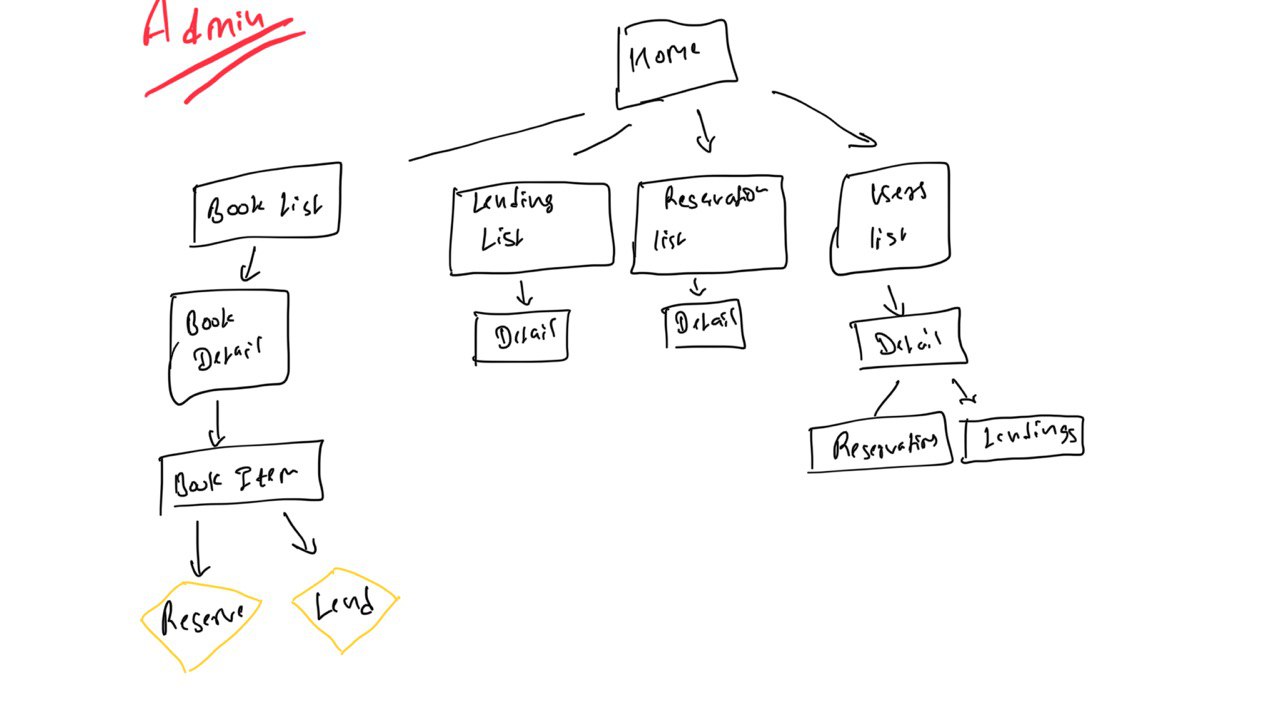 Admin
Home
Book List
Lending
List
Reservation
list
Users
list
Book
Detail
Detail
Detail
Detail
Book Item
Reservations
Lendings
Reserve
Lend